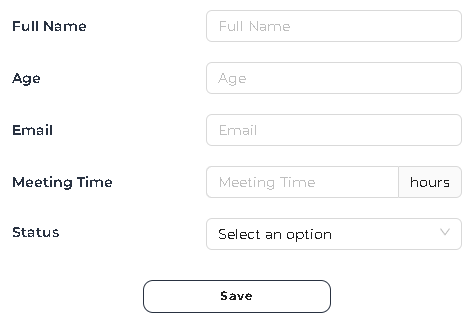 Full Name Full Name
Age Age
Email Email
Meeting Time Meeting Time hours
Status Select an option
Save